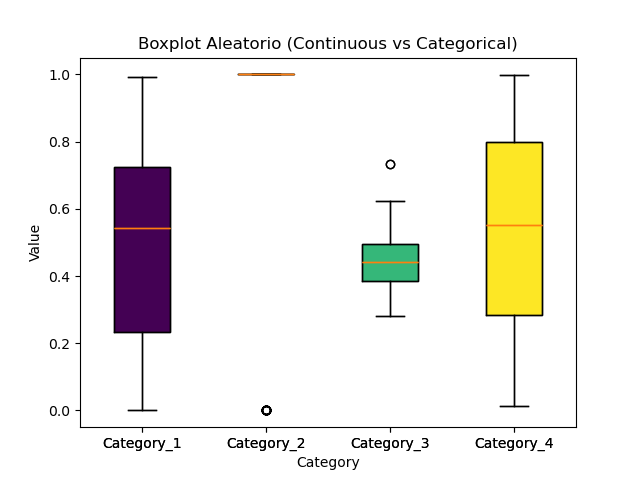 Boxplot Aleatorio (Continuous vs Categorical)
1.0
0.8
0.6
0.4
0.2
0.0
Value
Category_1 Category_2 Category_3 Category_4
Category